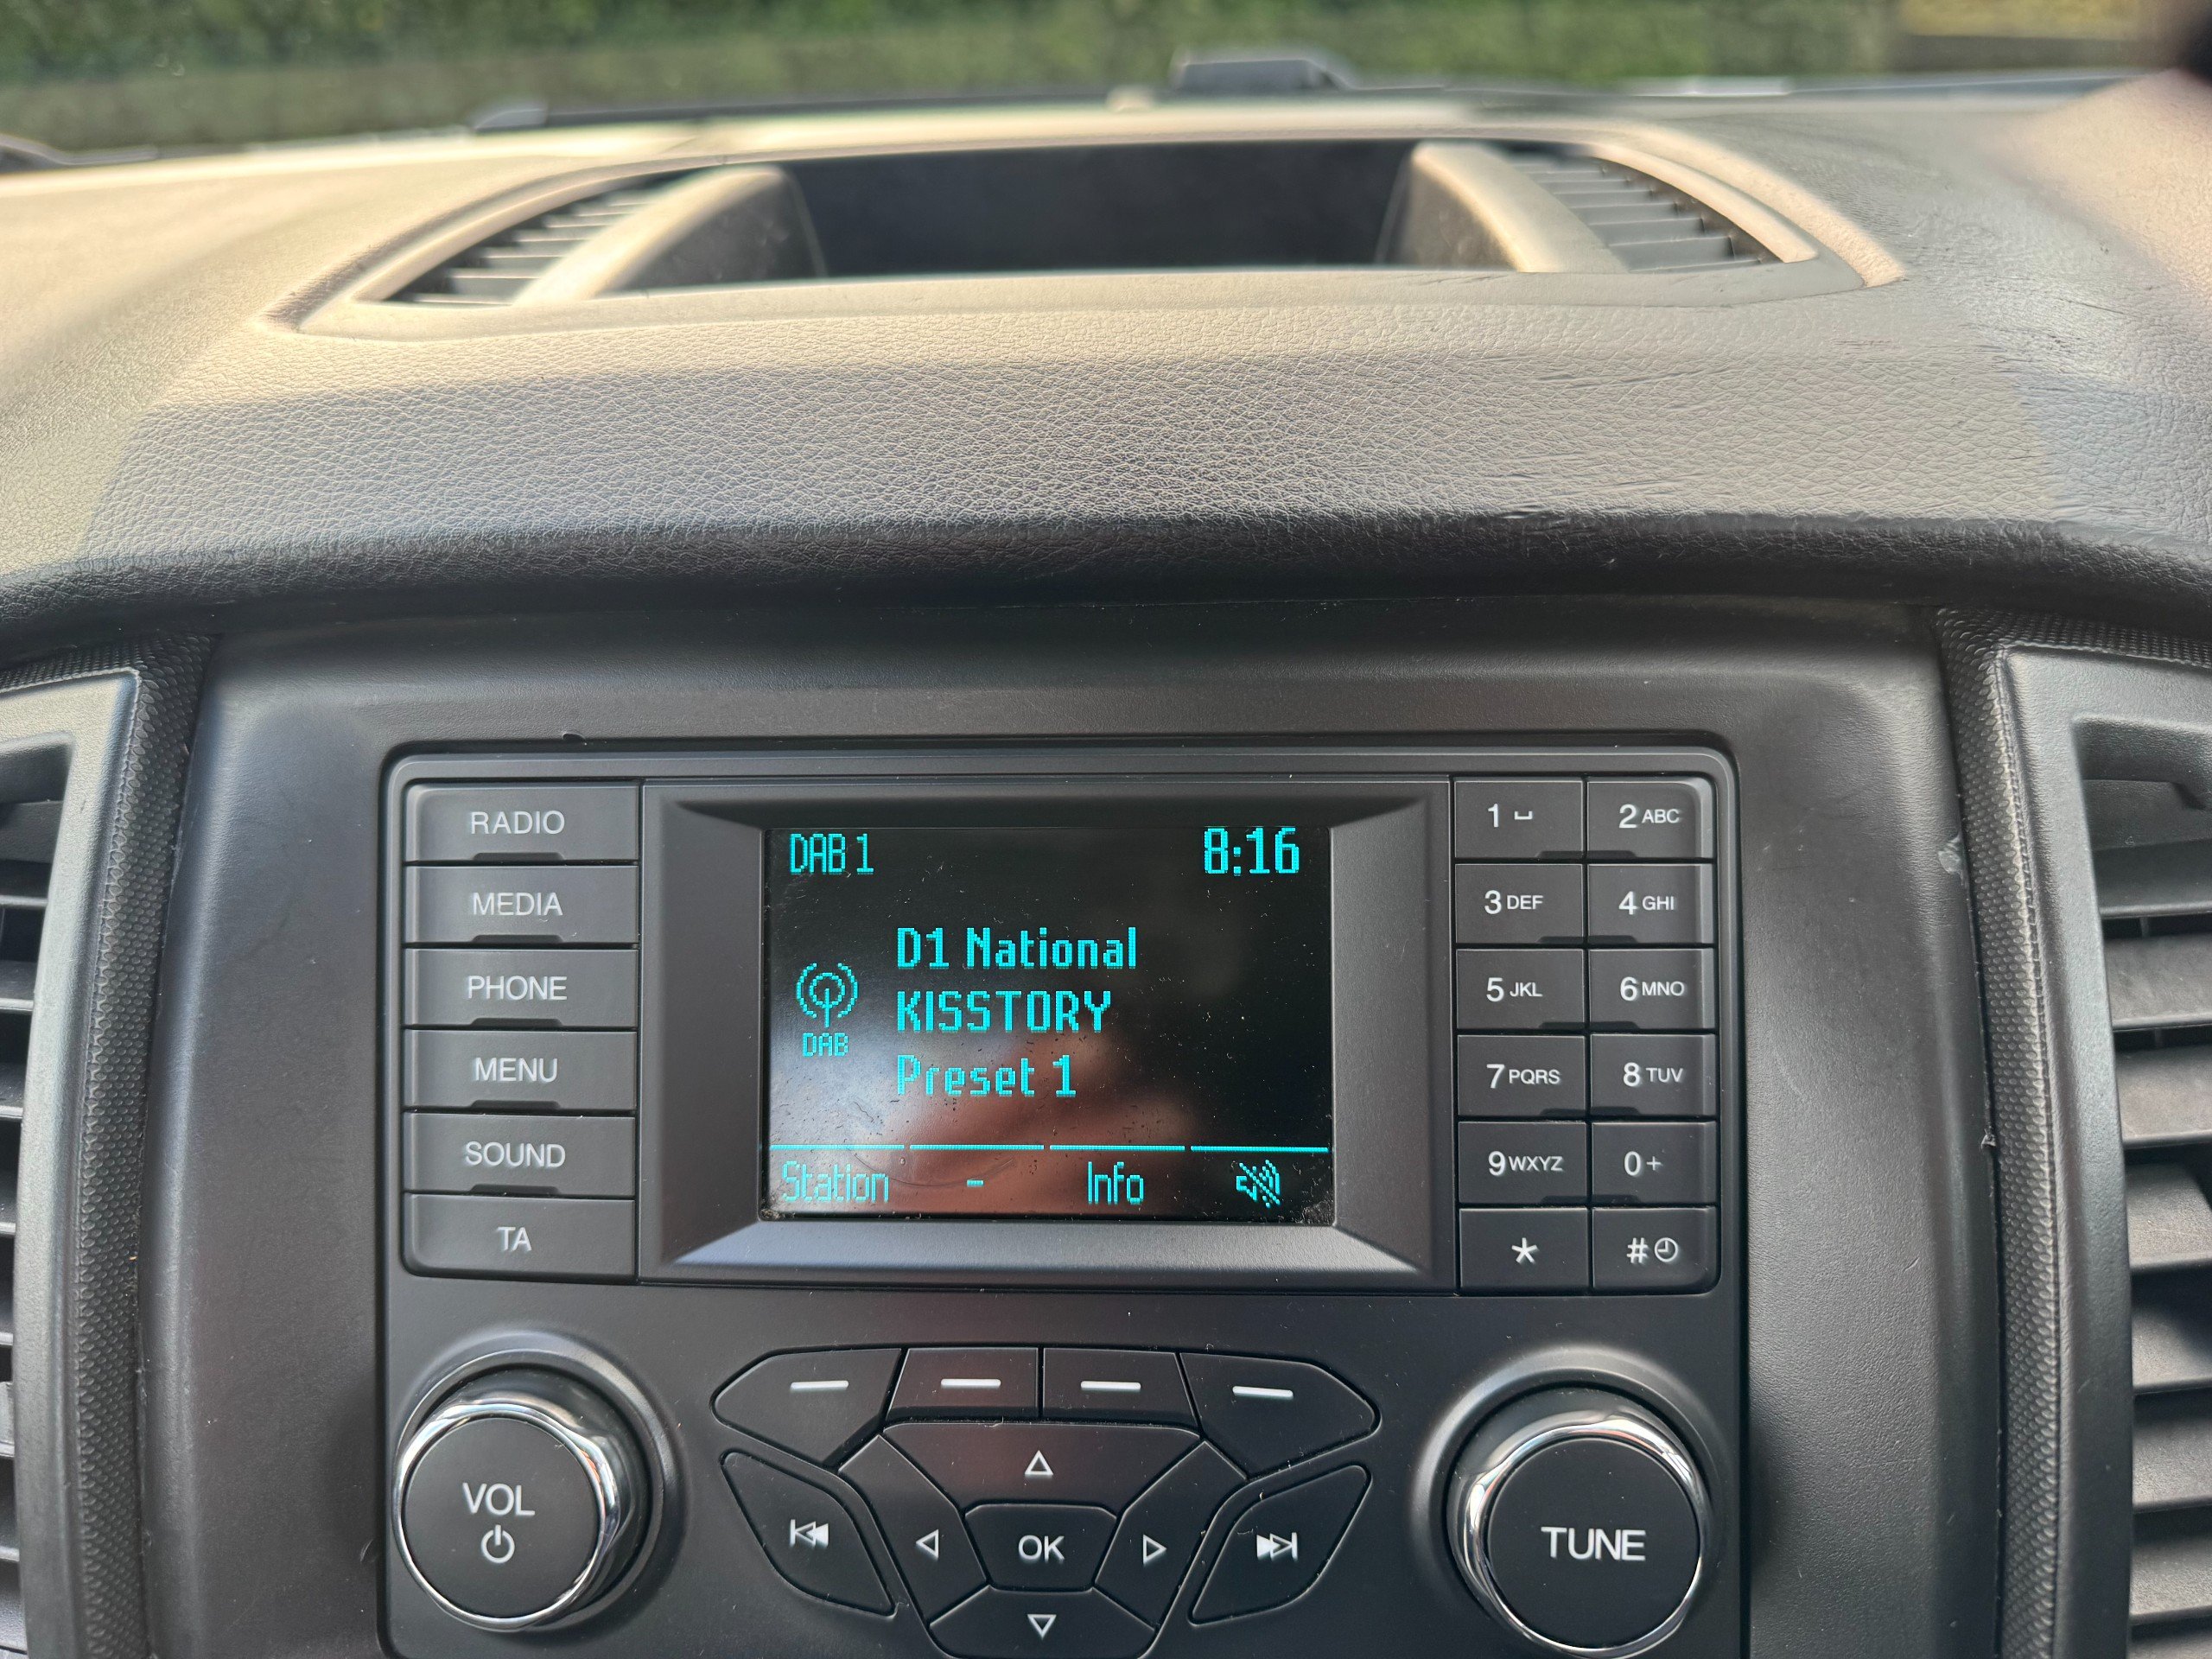 RADIO
MEDIA
PHONE
MENU
SOUND
TA
DAB 1 8:16
D1 National
KISSTORY
DAB
Preset 1
Station - Info
1 2 ABC
3 DEF 4 GHI
5 JKL 6 MNO
7 PQRS 8 TUV
9 WXYZ 0 +
* #
VOL
OK
TUNE